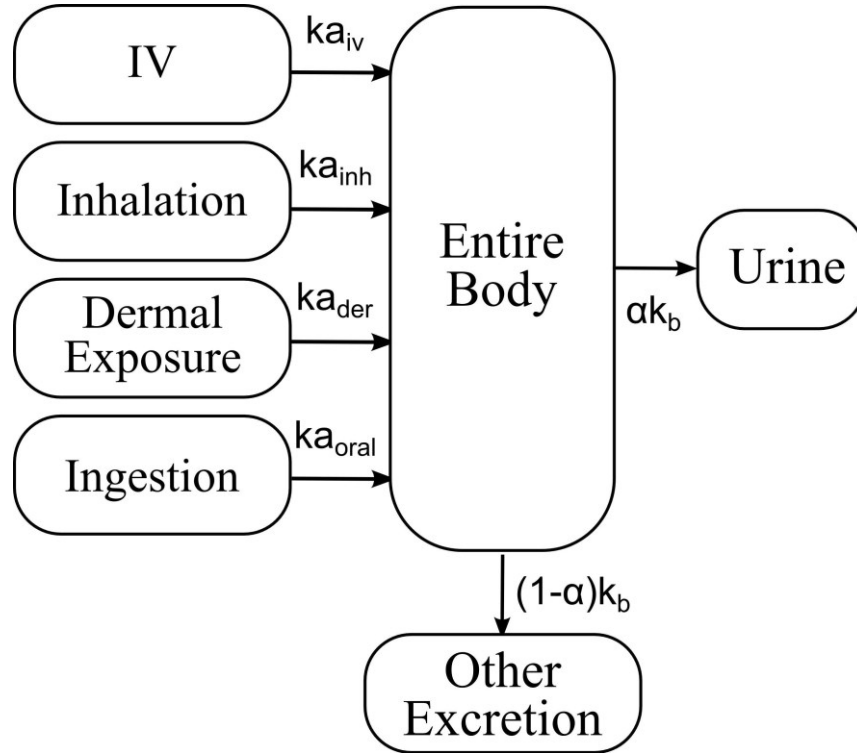 IV
ka_iv
Inhalation
ka_inh
Dermal
Exposure
ka_der
Ingestion
ka_oral
Entire
Body
αk_b
Urine
(1-α)k_b
Other
Excretion